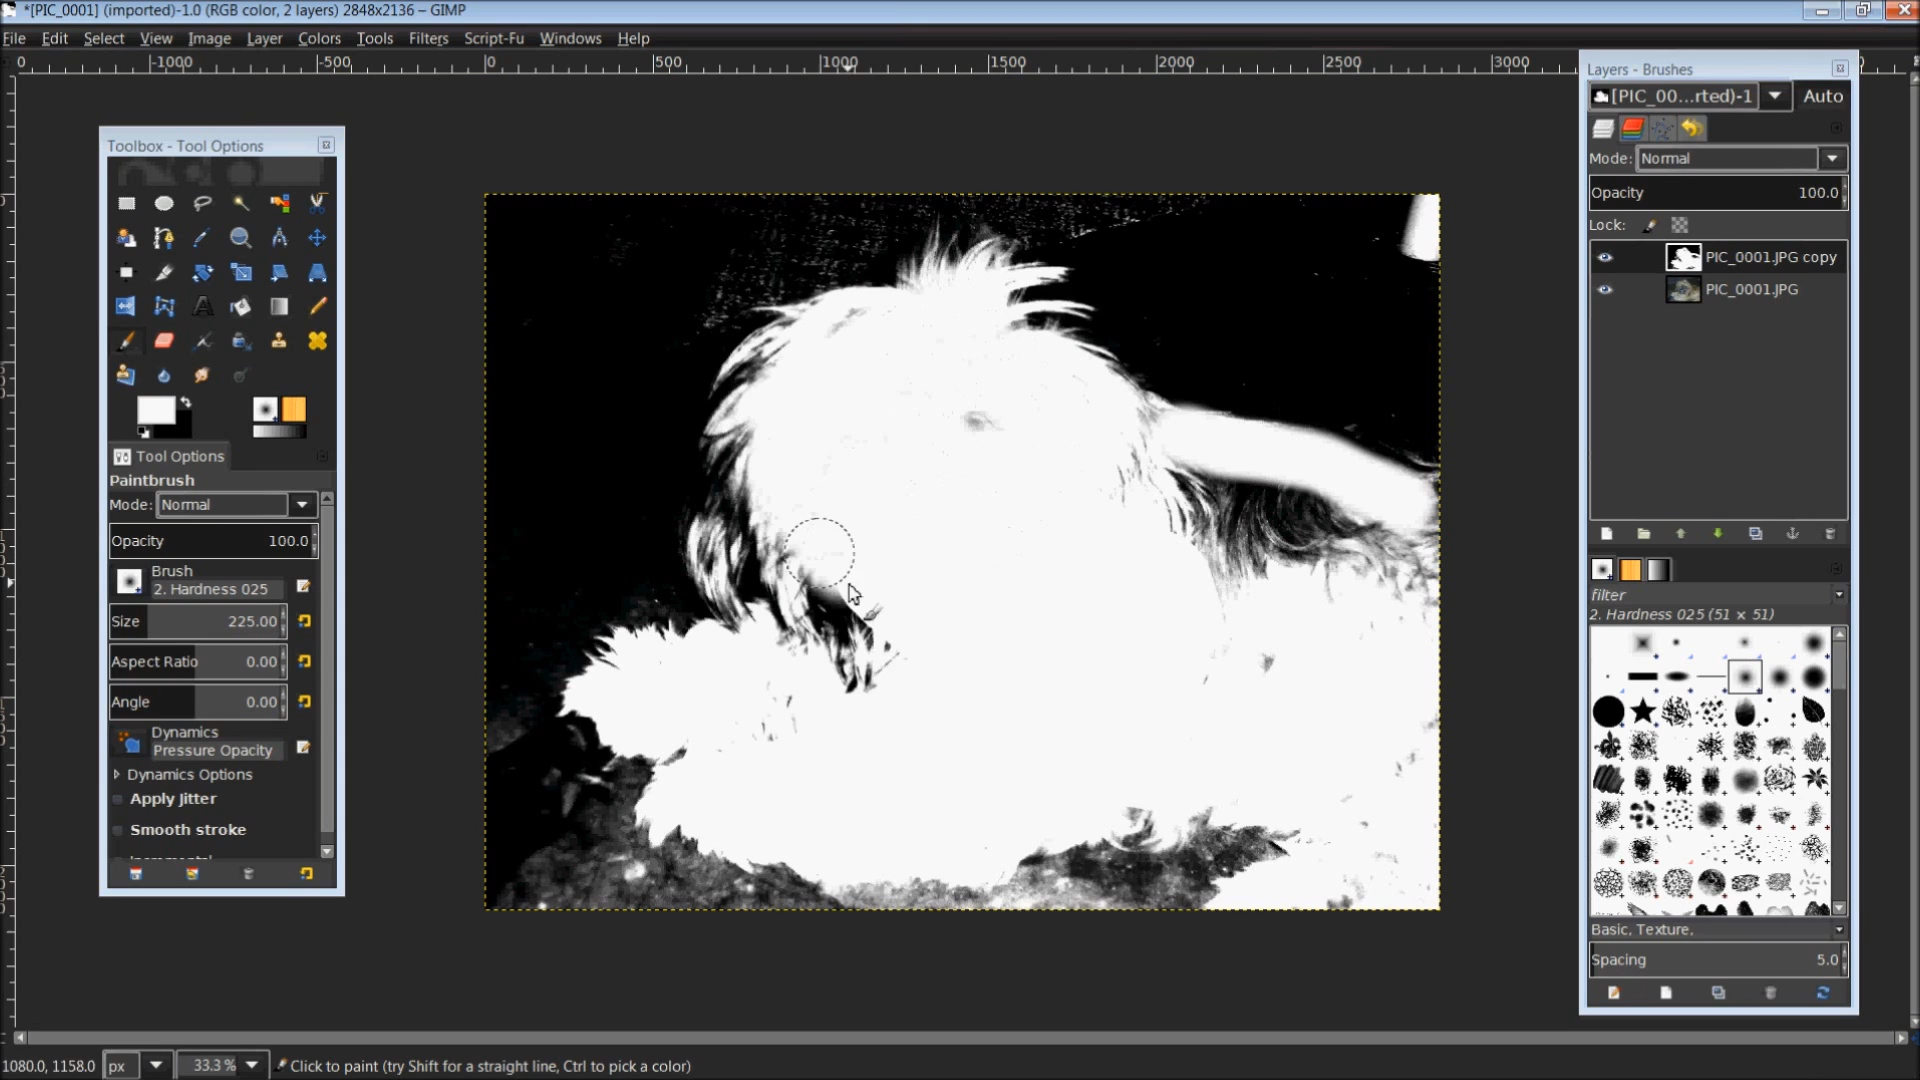 *[PIC_0001] (imported)-1.0 (RGB color, 2 layers) 2848x2136 – GIMP
File Edit Select View Image Layer Colors Tools Filters Script-Fu Windows Help
0 -1000 -500 0 500 1000 1500 2000 2500 3000
Toolbox - Tool Options
Tool Options
Paintbrush
Mode: Normal
Opacity 100.0
Brush
2. Hardness 025
Size 225.00
Aspect Ratio 0.00
Angle 0.00
Dynamics
Pressure Opacity
Dynamics Options
Apply Jitter
Smooth stroke
Layers - Brushes
[PIC_00...rted)-1 Auto
Mode: Normal
Opacity 100.0
Lock:
PIC_0001.JPG copy
PIC_0001.JPG
filter
2. Hardness 025 (51 × 51)
Basic, Texture,
Spacing 5.0
1080.0, 1158.0 px 33.3 % Click to paint (try Shift for a straight line, Ctrl to pick a color)